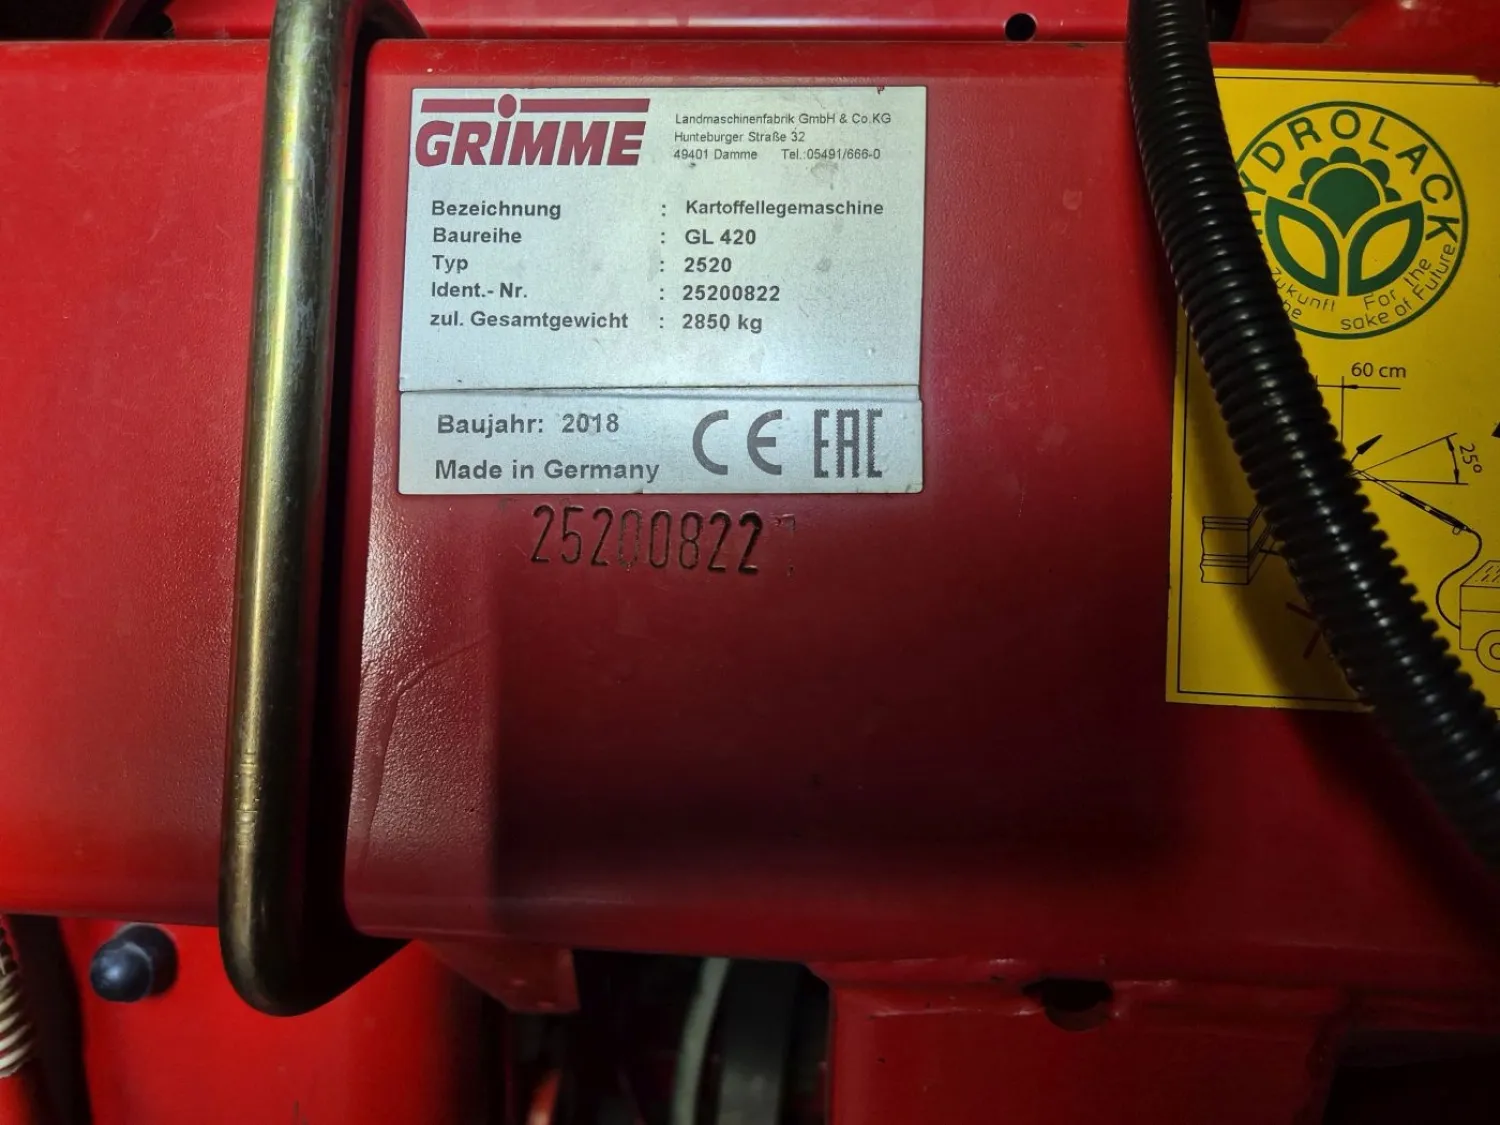 GRIMME
Landmaschinenfabrik GmbH & Co.KG
Hunteburger Straße 32
49401 Damme Tel.:05491/666-0
Bezeichnung : Kartoffellegemaschine
Baureihe : GL 420
Typ : 2520
Ident.- Nr. : 25200822
zul. Gesamtgewicht : 2850 kg
Baujahr: 2018
Made in Germany
CE EAC
25200822
HYDROLACK
Zukunft
For the
sake of Future
60 cm
25°